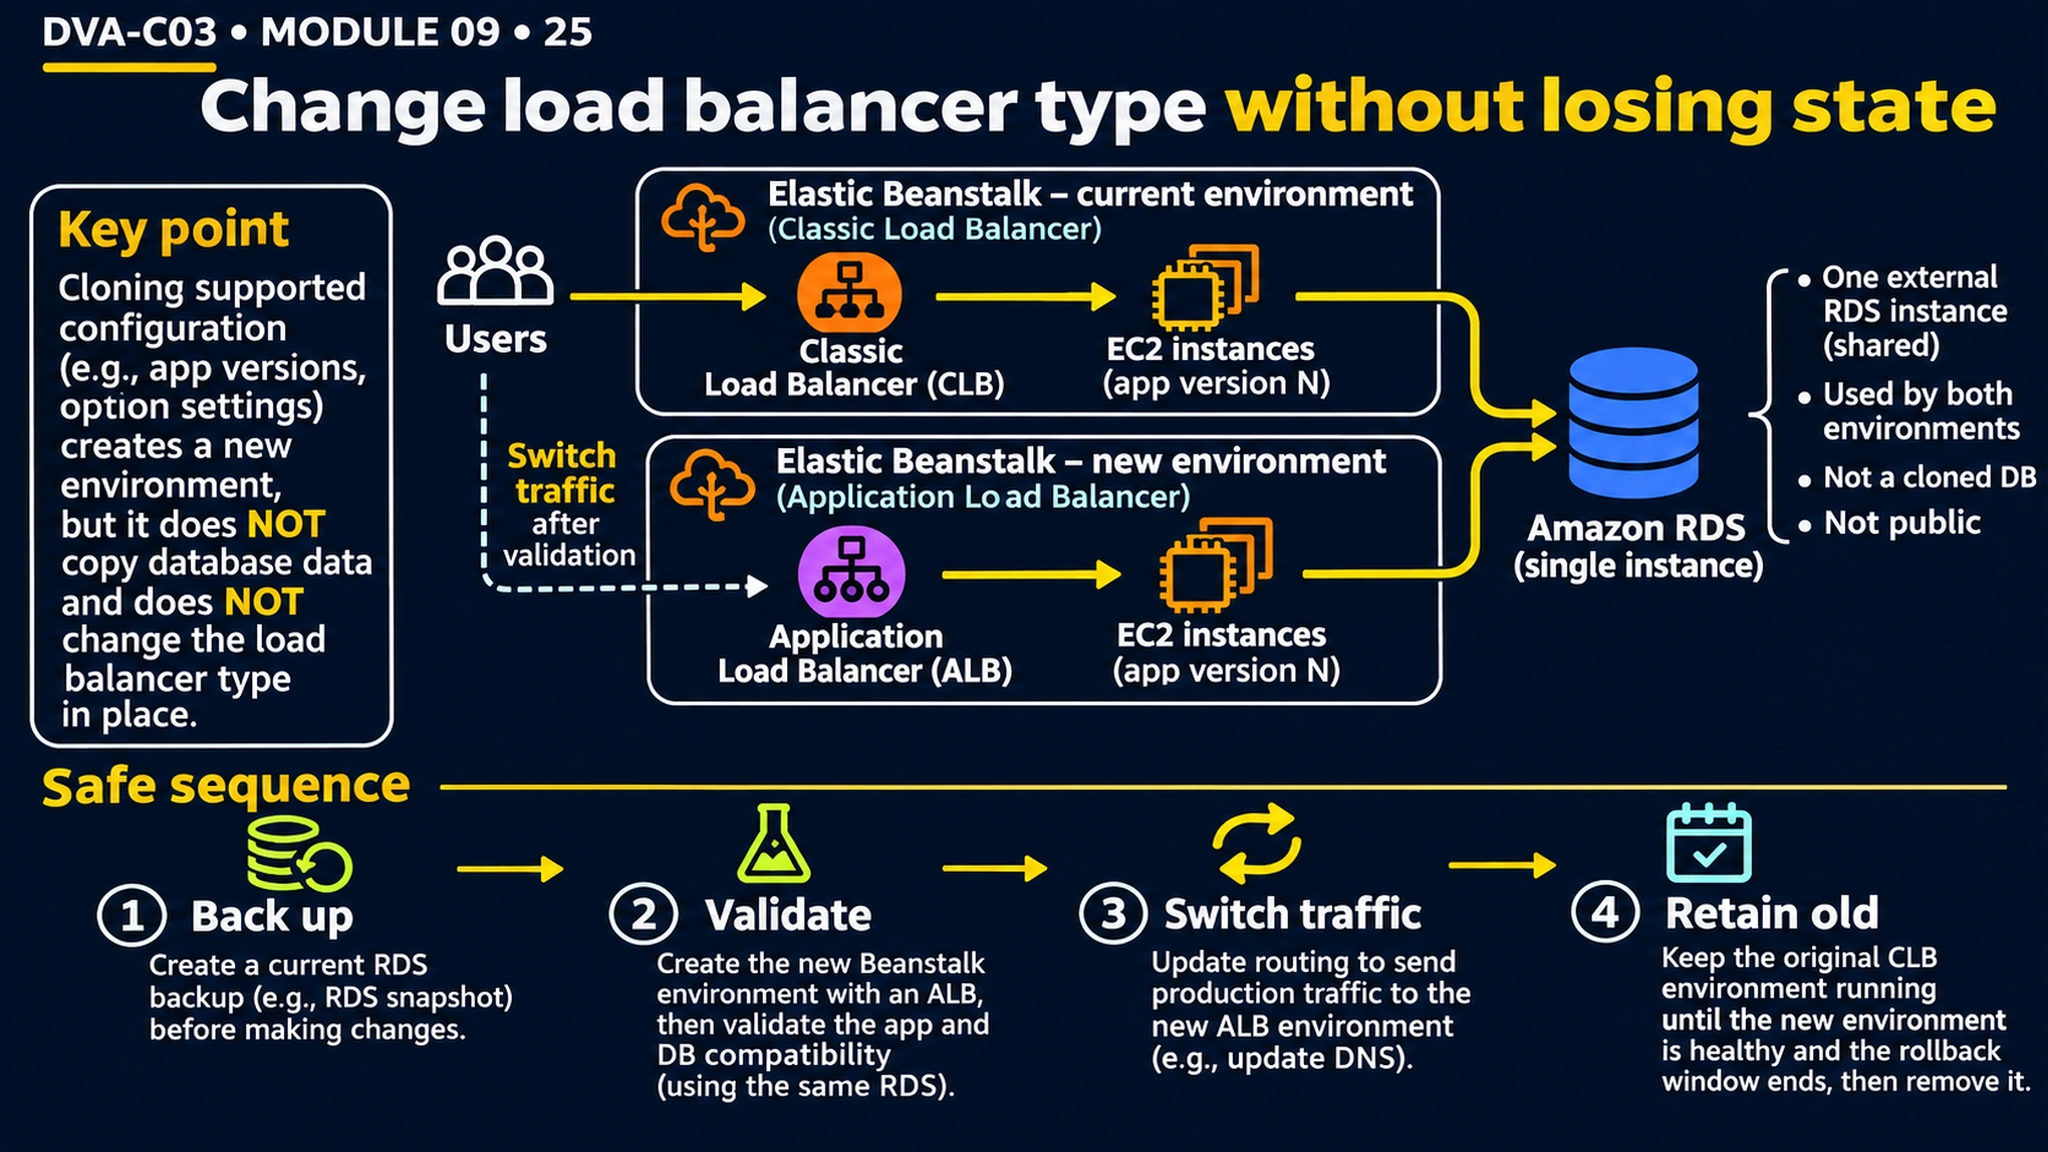 DVA-C03 • MODULE 09 • 25
Change load balancer type without losing state
Key point
Cloning supported
configuration
(e.g., app versions,
option settings)
creates a new
environment,
but it does NOT
copy database data
and does NOT
change the load
balancer type
in place.
Users
Switch
traffic
after
validation
Elastic Beanstalk – current environment
(Classic Load Balancer)
Classic
Load Balancer (CLB)
EC2 instances
(app version N)
Elastic Beanstalk – new environment
(Application Load Balancer)
Application
Load Balancer (ALB)
EC2 instances
(app version N)
Amazon RDS
(single instance)
• One external
RDS instance
(shared)
• Used by both
environments
• Not a cloned DB
• Not public
Safe sequence
1 Back up
Create a current RDS
backup (e.g., RDS snapshot)
before making changes.
2 Validate
Create the new Beanstalk
environment with an ALB,
then validate the app and
DB compatibility
(using the same RDS).
3 Switch traffic
Update routing to send
production traffic to the
new ALB environment
(e.g., update DNS).
4 Retain old
Keep the original CLB
environment running
until the new environment
is healthy and the rollback
window ends, then remove it.